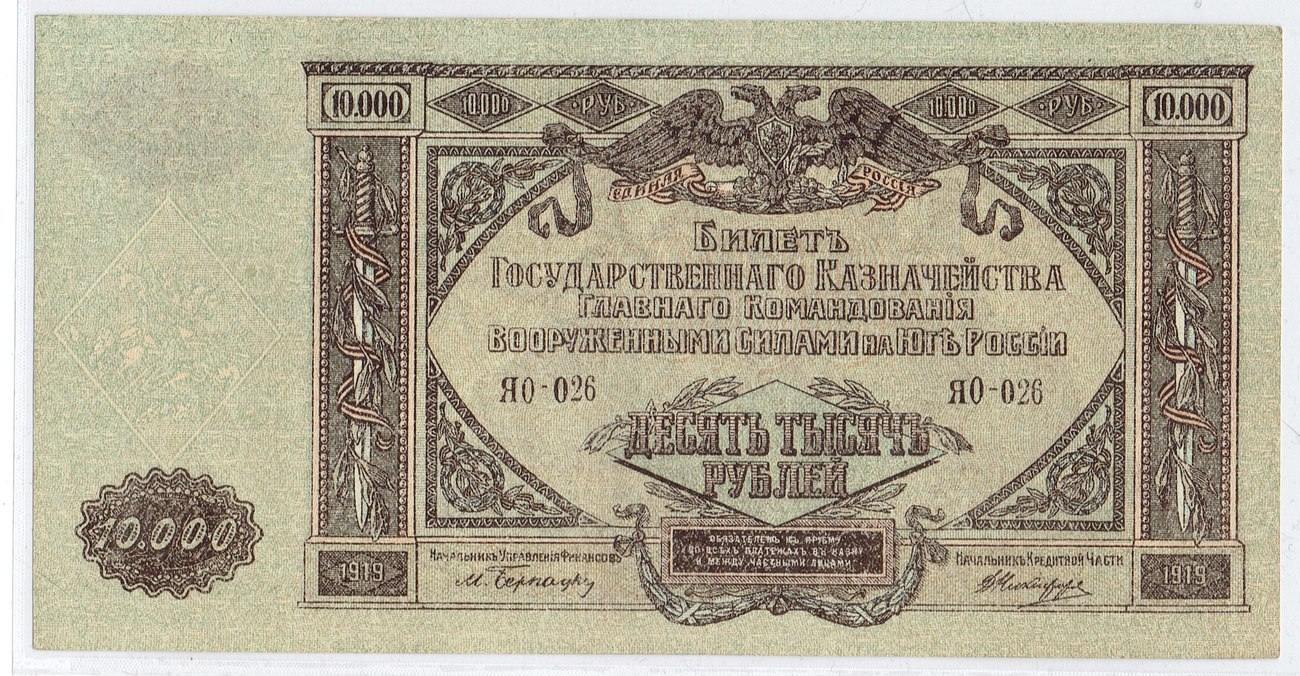 10.000 10.000 РУБ 10.000 РУБ 10.000
ЕДИНАЯ РОССІЯ
БИЛЕТЪ
ГОСУДАРСТВЕННАГО КАЗНАЧЕЙСТВА
ГЛАВНАГО КОМАНДОВАНІЯ
ВООРУЖЕННЫМИ СИЛАМИ НА ЮГѢ РОССІИ
ЯО-026 ЯО-026
ДЕСЯТЬ ТЫСЯЧЪ
РУБЛЕЙ
10.000
ОБЯЗАТЕЛЕНЪ КЪ ПРІЕМУ
ВО ВСѢХЪ ПЛАТЕЖАХЪ ВЪ КАЗНУ
И МЕЖДУ ЧАСТНЫМИ ЛИЦАМИ
НАЧАЛЬНИКЪ УПРАВЛЕНІЯ ФИНАНСОВЪ НАЧАЛЬНИКЪ КРЕДИТНОЙ ЧАСТИ
1919 М. Бернацкій 1919